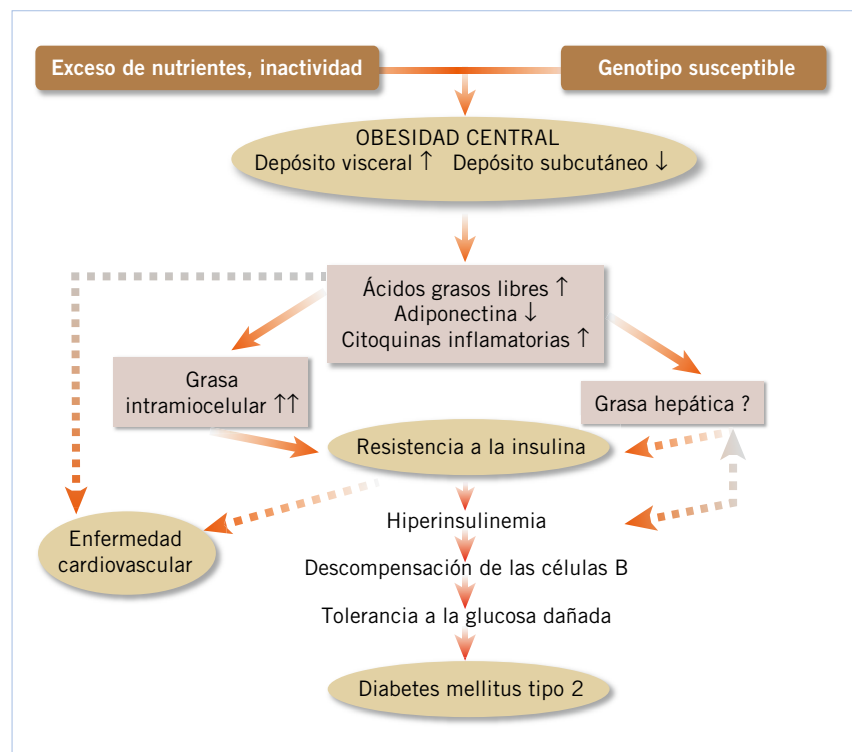 Exceso de nutrientes, inactividad
Genotipo susceptible
OBESIDAD CENTRAL
Depósito visceral ↑ Depósito subcutáneo ↓
Ácidos grasos libres ↑
Adiponectina ↓
Citoquinas inflamatorias ↑
Grasa
intramiocelular ↑↑
Grasa hepática ?
Resistencia a la insulina
Hiperinsulinemia
Enfermedad
cardiovascular
Descompensación de las células B
Tolerancia a la glucosa dañada
Diabetes mellitus tipo 2